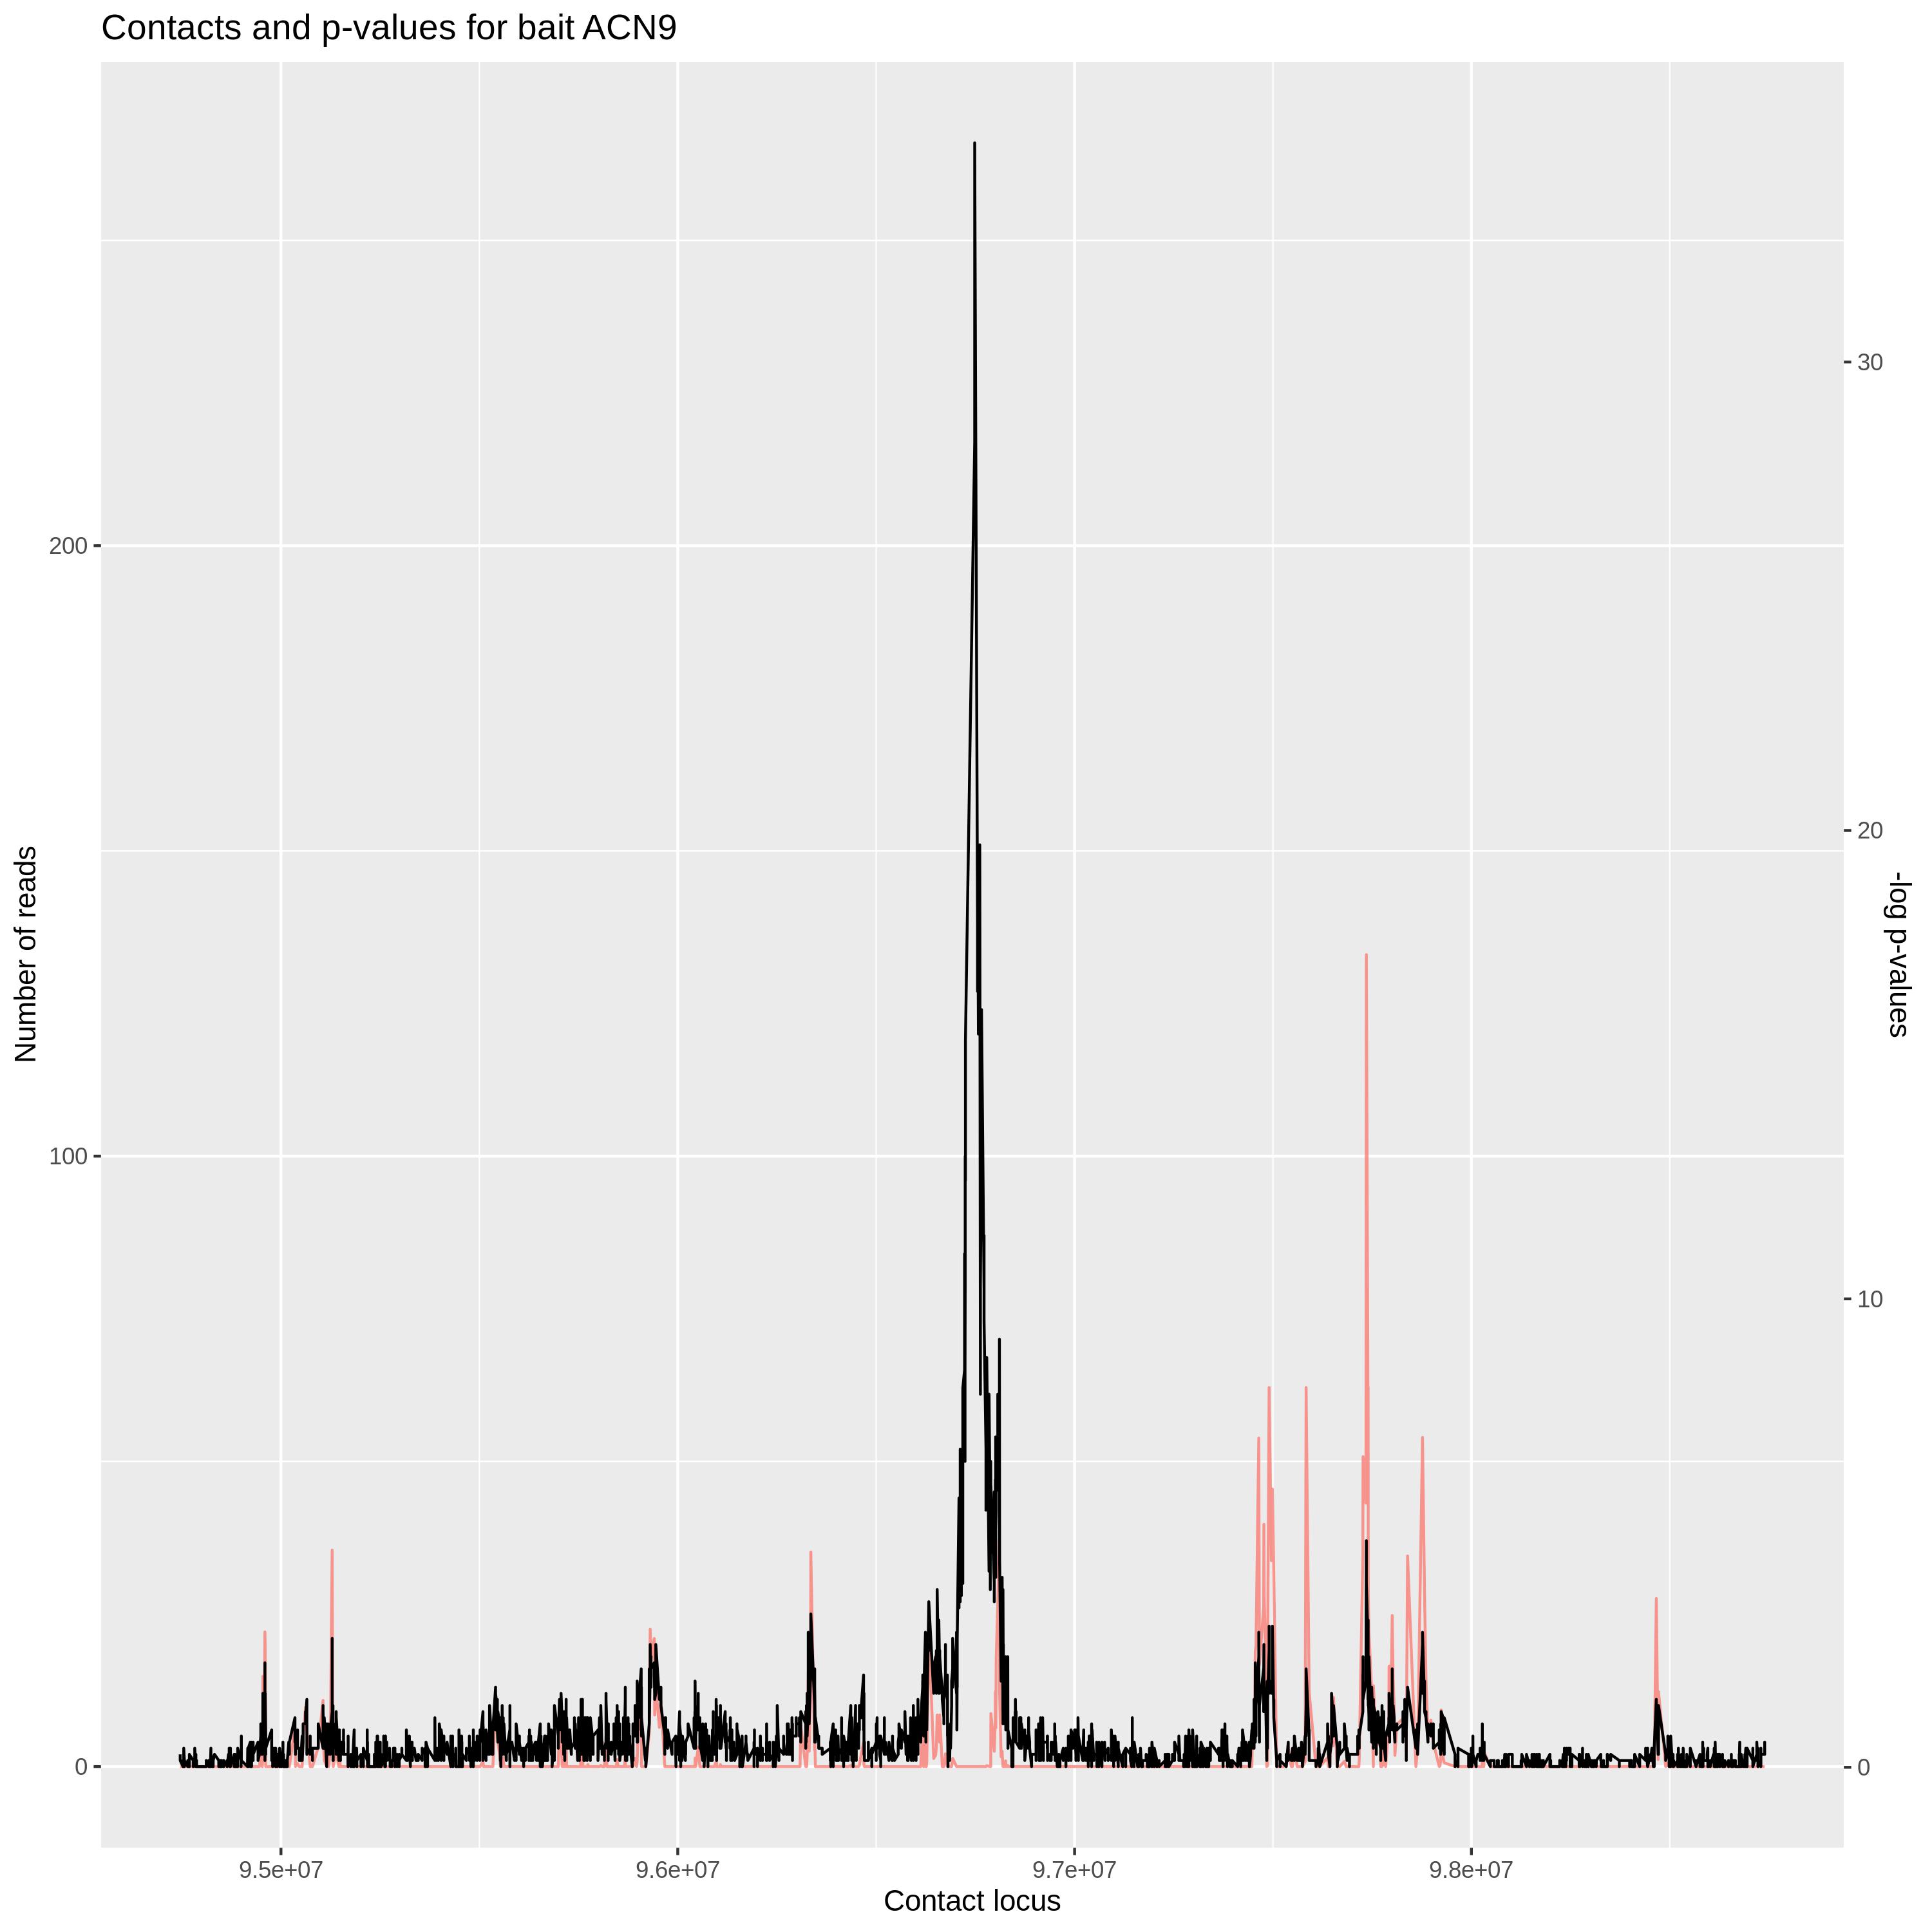 Contacts and p-values for bait ACN9
Number of reads
200
100
0
30
20
10
0
-log p-values
9.5e+07
9.6e+07
9.7e+07
9.8e+07
Contact locus